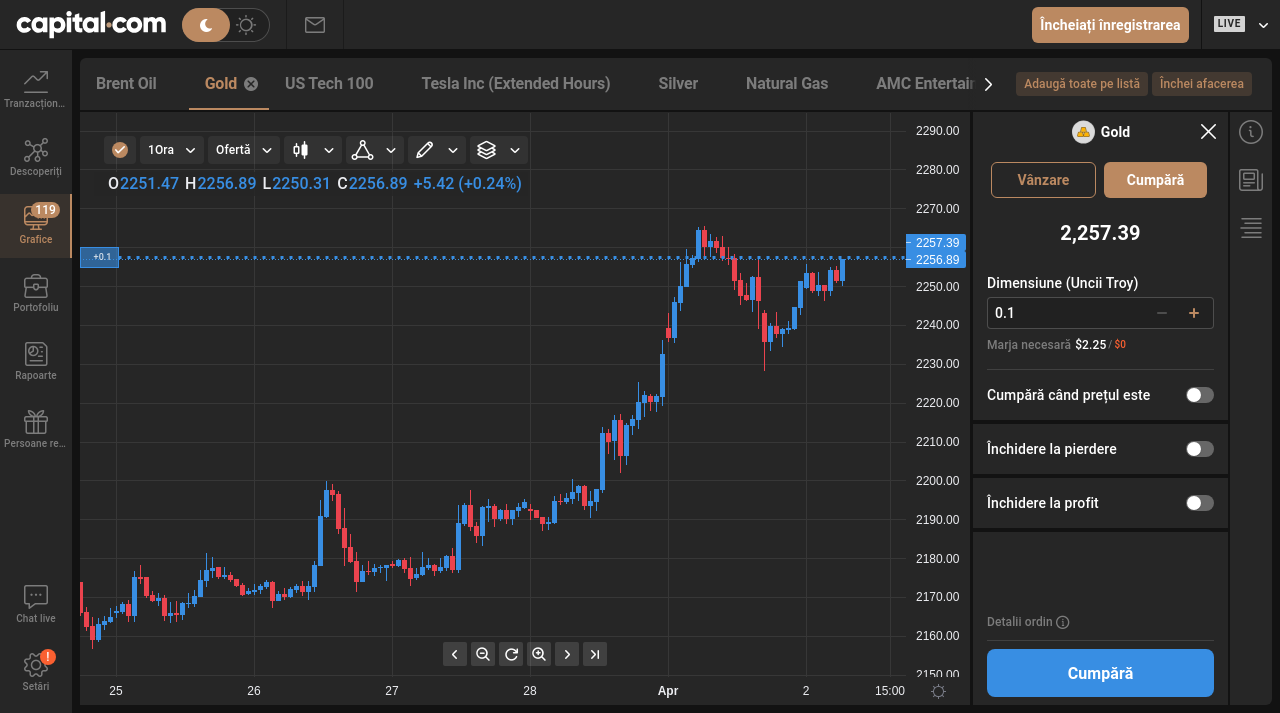 capital.com
Încheiați înregistrarea
LIVE
Tranzacțion...
Descoperiți
119
Grafice
Portofoliu
Rapoarte
Persoane re...
Chat live
!
Setări
Brent Oil
Gold
US Tech 100
Tesla Inc (Extended Hours)
Silver
Natural Gas
AMC Entertain
Adaugă toate pe listă
Închei afacerea
1Ora
Ofertă
O2251.47 H2256.89 L2250.31 C2256.89 +5.42 (+0.24%)
+0.1
2290.00
2280.00
2270.00
2257.39
2256.89
2250.00
2240.00
2230.00
2220.00
2210.00
2200.00
2190.00
2180.00
2170.00
2160.00
2150.00
25
26
27
28
Apr
2
15:00
Gold
Vânzare
Cumpără
2,257.39
Dimensiune (Uncii Troy)
0.1
Marja necesară $2.25 / $0
Cumpără când prețul este
Închidere la pierdere
Închidere la profit
Detalii ordin
Cumpără